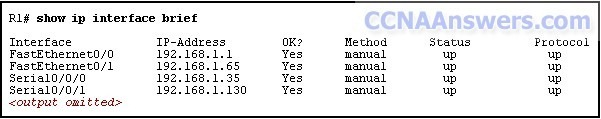 R1# show ip interface brief
CCNAAnswers.com
Interface IP-Address OK? Method Status Protocol
FastEthernet0/0 192.168.1.1 Yes manual up up
FastEthernet0/1 192.168.1.65 Yes manual up up
Serial0/0/0 192.168.1.35 Yes manual up up
Serial0/0/1 192.168.1.130 Yes manual up up
<output omitted>